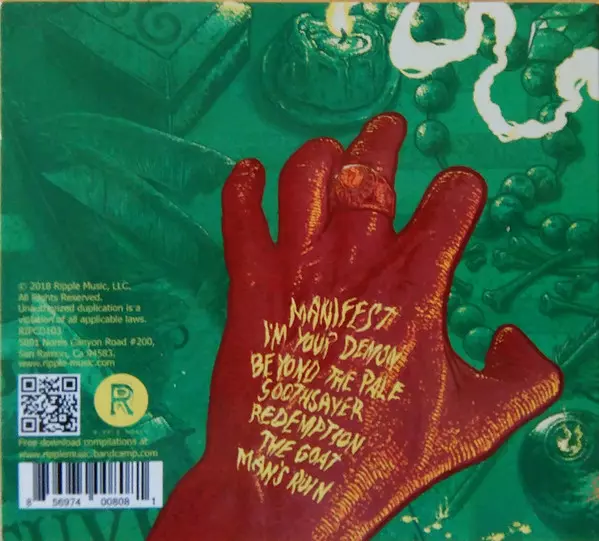 MANIFEST
I'M YOUR DEMON
BEYOND THE PALE
SOOTHSAYER
REDEMPTION
THE GOAT
MAN'S RUIN
© 2018 Ripple Music, LLC.
All Rights Reserved.
Unauthorized duplication is a
violation of all applicable laws.
RIPCD103
5801 Norris Canyon Road #200,
San Ramon, Ca 94583.
www.ripple-music.com
R
RIPPLE MUSIC
Free download compilations at
www.ripplemusic.bandcamp.com
8 56974 00808 1